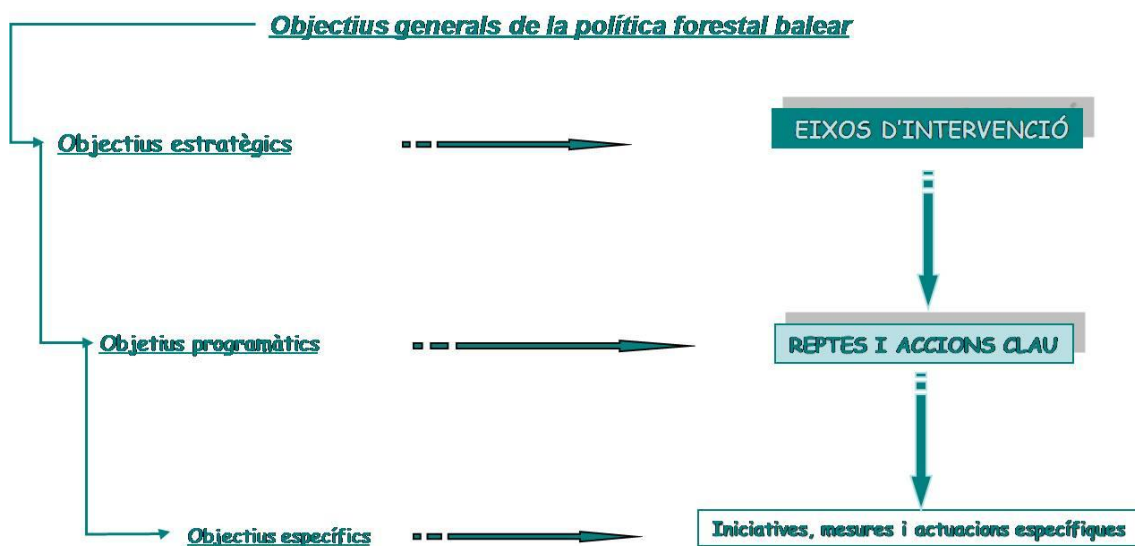 Objectius generals de la política forestal balear
Objectius estratègics
EIXOS D'INTERVENCIÓ
Objetius programàtics
REPTES I ACCIONS CLAU
Objectius específics
Iniciatives, mesures i actuacions específiques